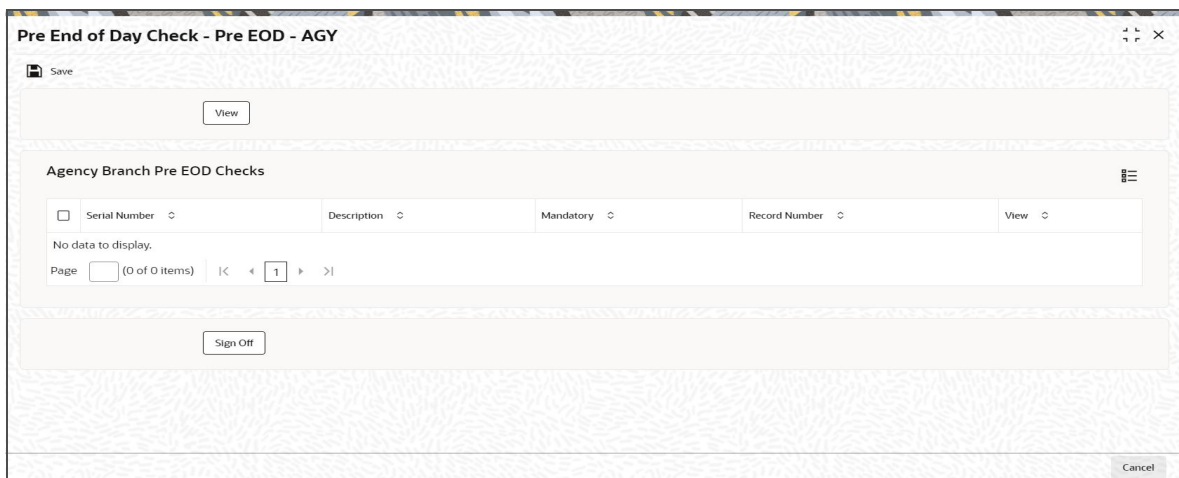 Pre End of Day Check - Pre EOD - AGY
Save
View
Agency Branch Pre EOD Checks
Serial Number Description Mandatory Record Number View
No data to display.
Page (0 of 0 items) 1
Sign Off
Cancel